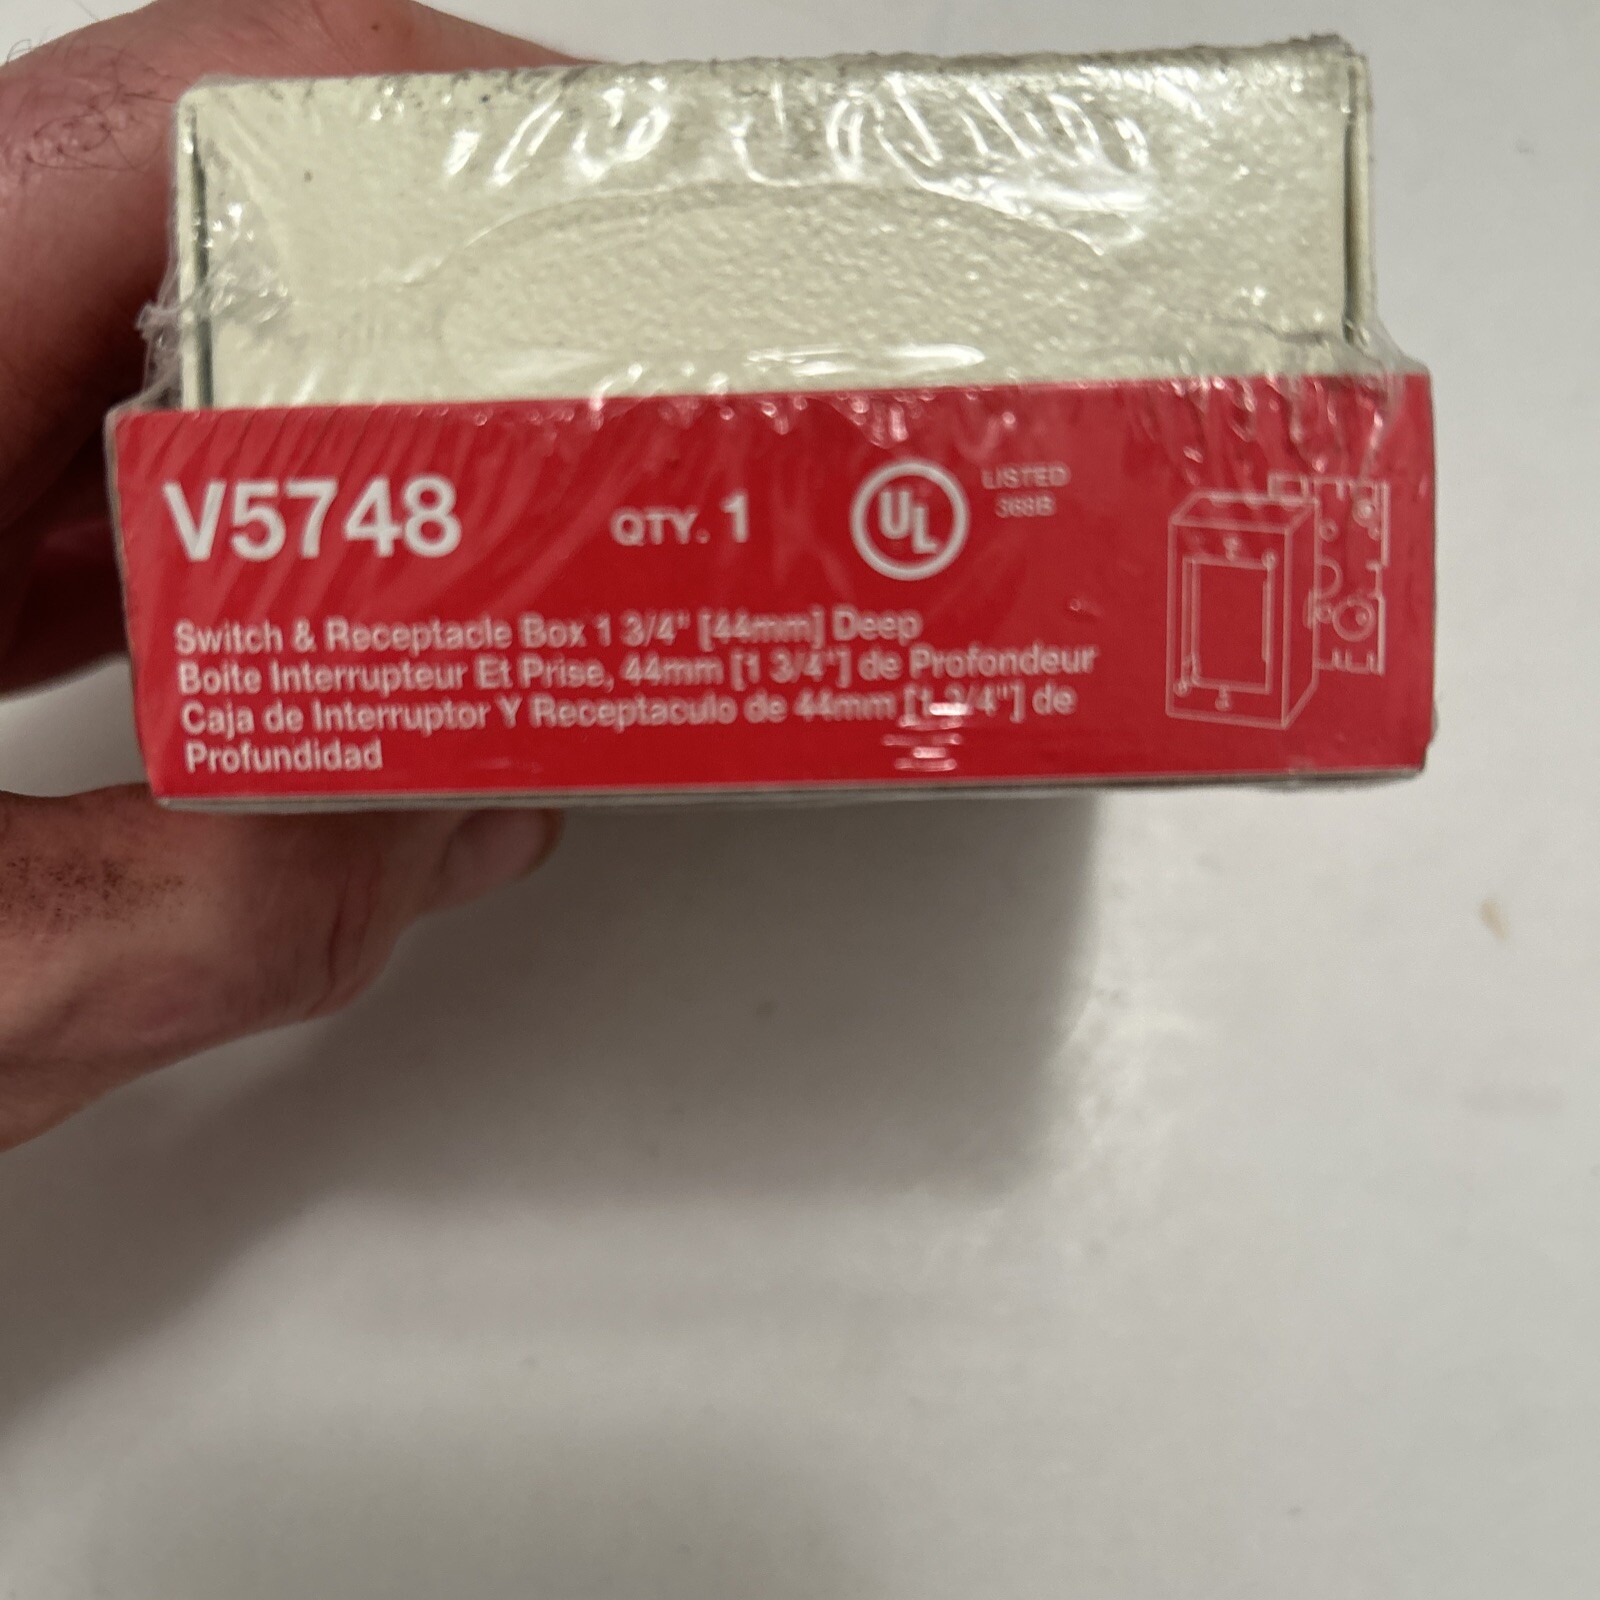 V5748
QTY. 1
UL
LISTED
368B
Switch & Receptacle Box 1 3/4" [44mm] Deep
Boite Interrupteur Et Prise, 44mm [1 3/4"] de Profondeur
Caja de Interruptor Y Receptaculo de 44mm [1 3/4"] de
Profundidad